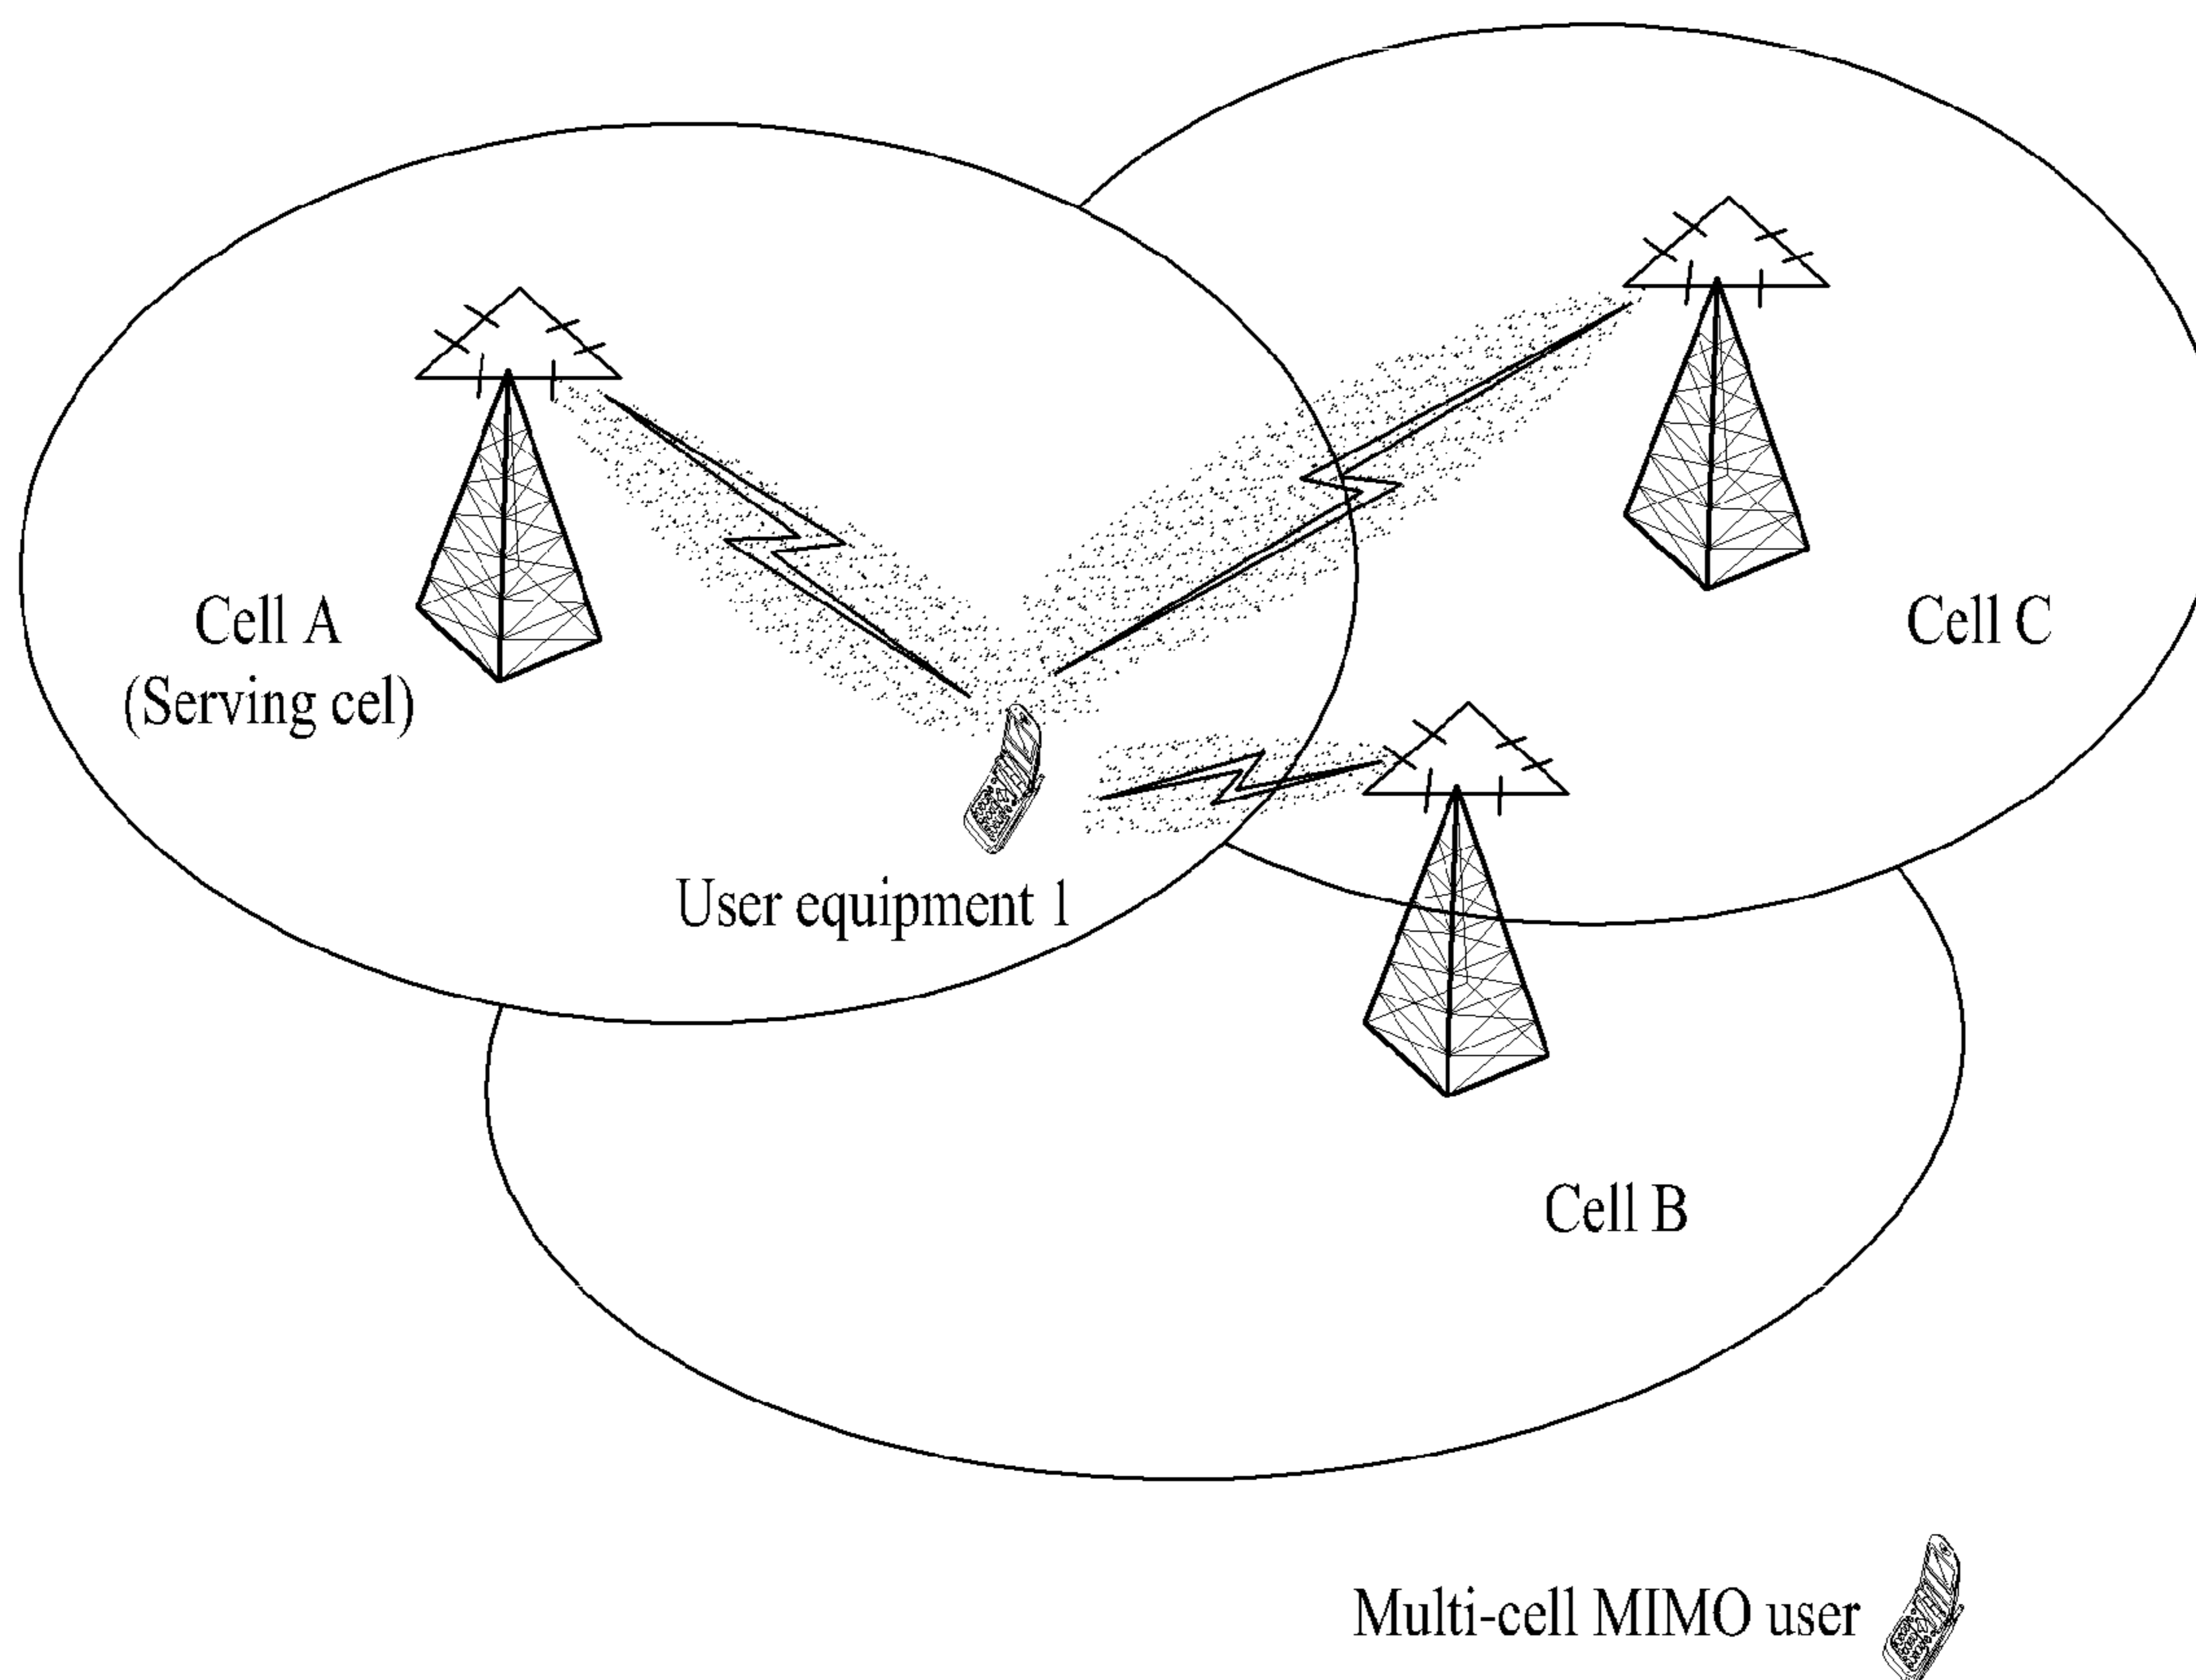 Cell A
(Serving cel)
Cell C
User equipment 1
Cell B
Multi-cell MIMO user